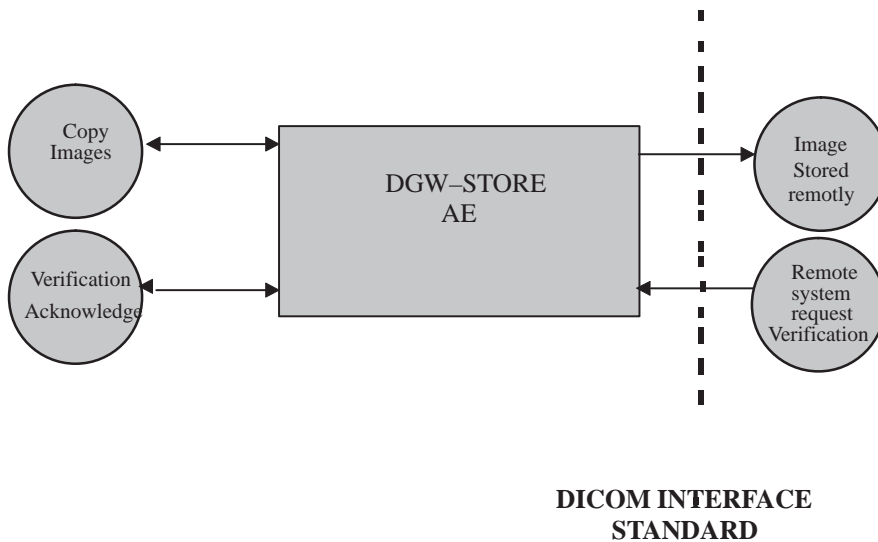 Copy
Images
DGW–STORE
AE
Image
Stored
remotly
Verification
Acknowledge
Remote
system
request
Verification
DICOM INTERFACE
STANDARD